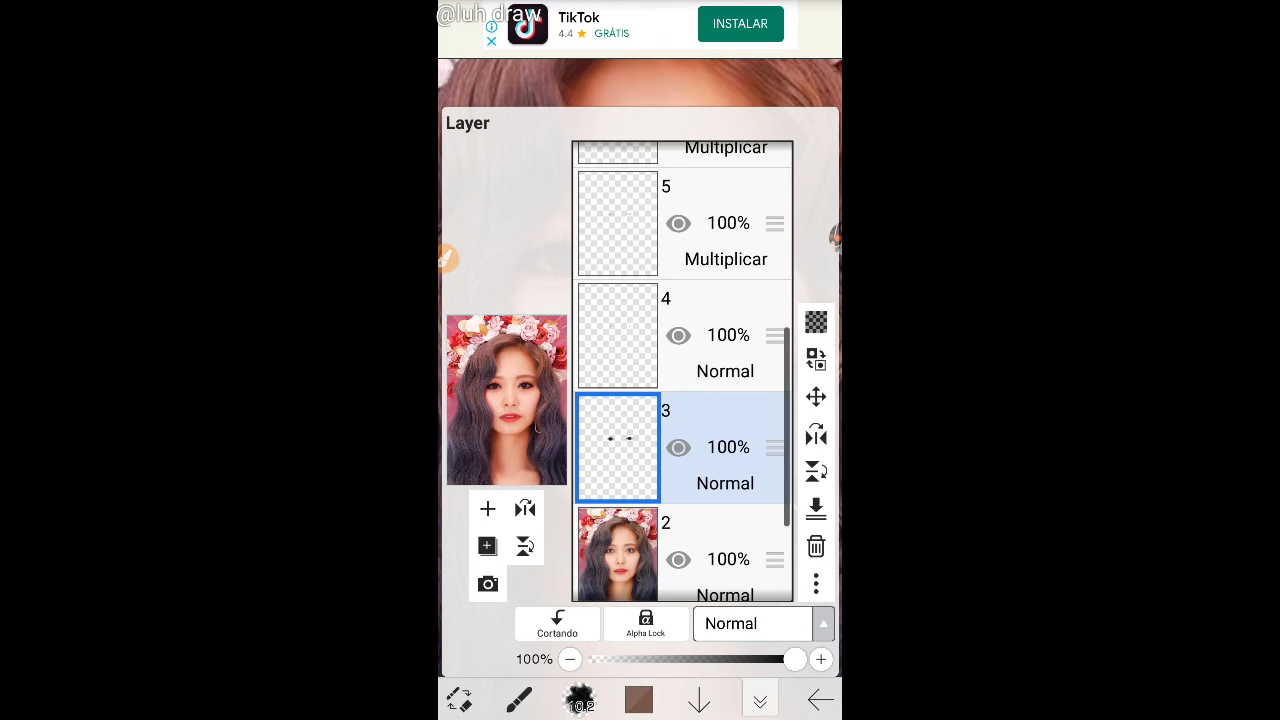 @luh draw
TikTok
4.4 ★ GRÁTIS
INSTALAR
Layer
Multiplicar
5
100%
Multiplicar
4
100%
Normal
3
100%
Normal
2
100%
Normal
Cortando
α
Alpha Lock
Normal
100%
10.2